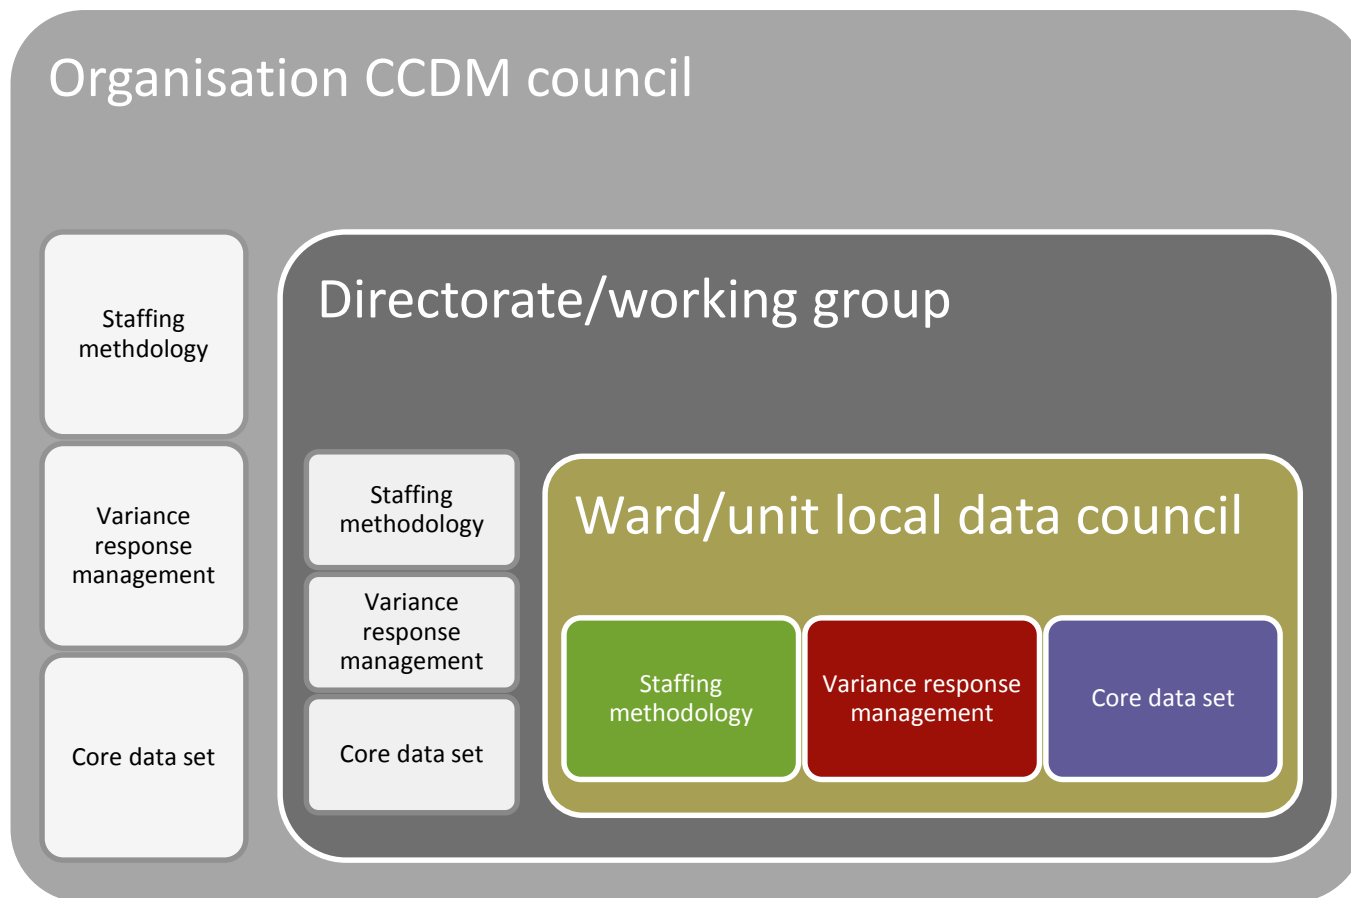 Organisation CCDM council
Staffing
methdology
Variance
response
management
Core data set
Directorate/working group
Staffing
methodology
Variance
response
management
Core data set
Ward/unit local data council
Staffing
methodology
Variance response
management
Core data set